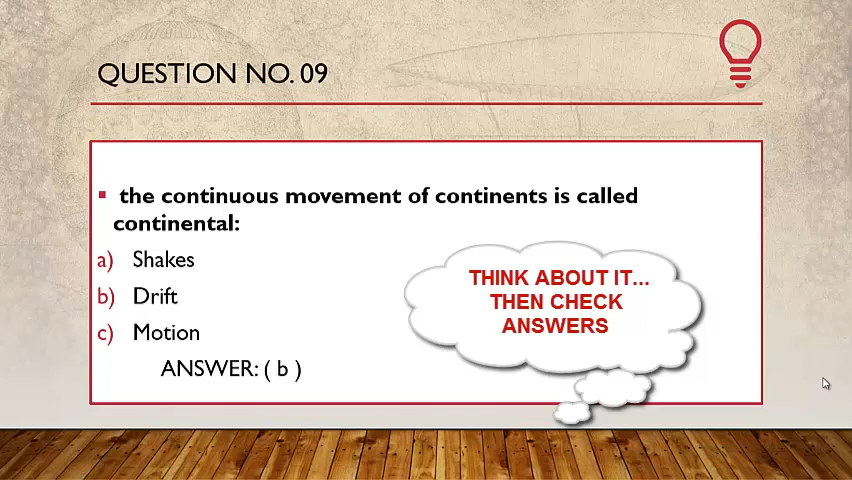 QUESTION NO. 09
the continuous movement of continents is called
continental:
a) Shakes
b) Drift
c) Motion
ANSWER: ( b )
THINK ABOUT IT...
THEN CHECK
ANSWERS